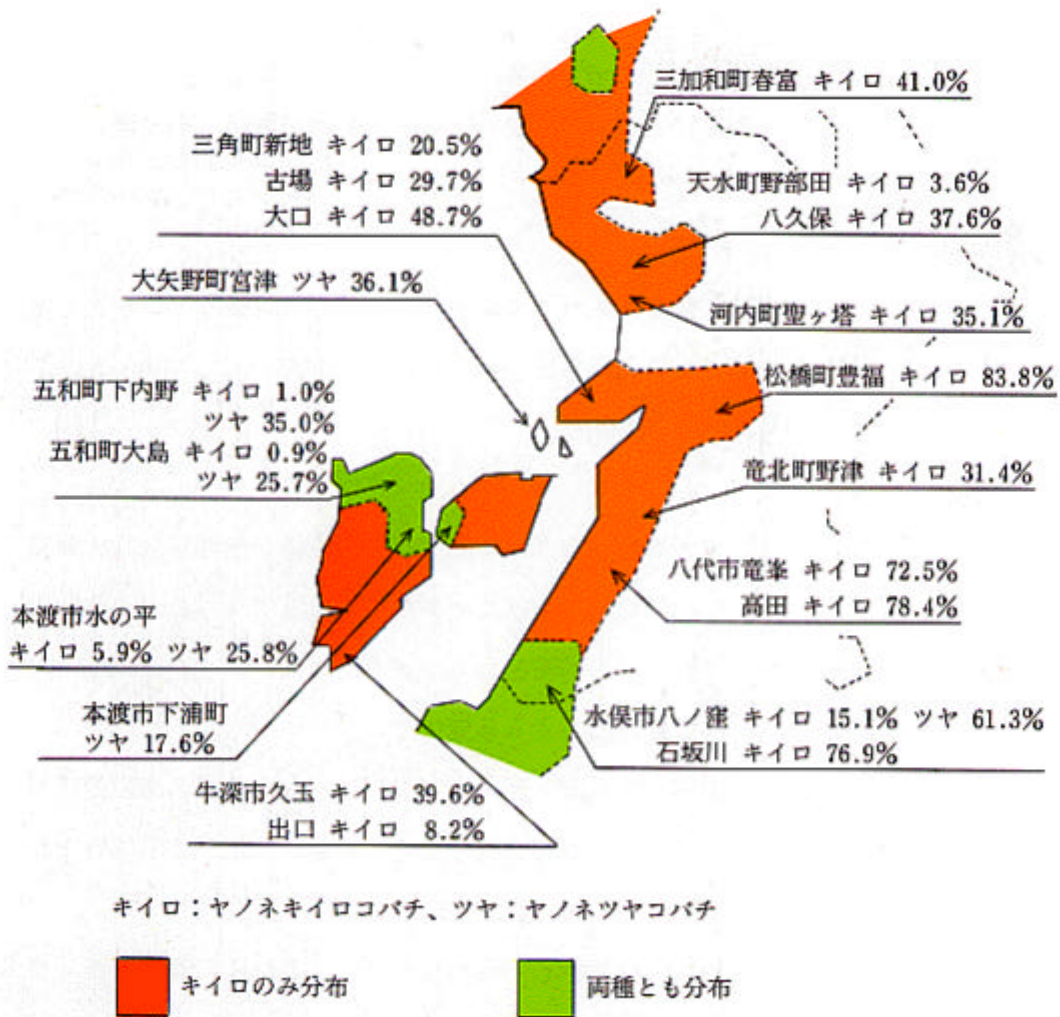 三加和町春富 キイロ 41.0%
三角町新地 キイロ 20.5%
古場 キイロ 29.7%
大口 キイロ 48.7%
天水町野部田 キイロ 3.6%
八久保 キイロ 37.6%
大矢野町宮津 ツヤ 36.1%
河内町聖ヶ塔 キイロ 35.1%
五和町下内野 キイロ 1.0%
ツヤ 35.0%
五和町大島 キイロ 0.9%
ツヤ 25.7%
松橋町豊福 キイロ 83.8%
竜北町野津 キイロ 31.4%
八代市竜峯 キイロ 72.5%
高田 キイロ 78.4%
本渡市水の平
キイロ 5.9% ツヤ 25.8%
本渡市下浦町
ツヤ 17.6%
水俣市八ノ窪 キイロ 15.1% ツヤ 61.3%
石坂川 キイロ 76.9%
牛深市久玉 キイロ 39.6%
出口 キイロ 8.2%
キイロ:ヤノネキイロコバチ、ツヤ:ヤノネツヤコバチ
キイロのみ分布
両種とも分布